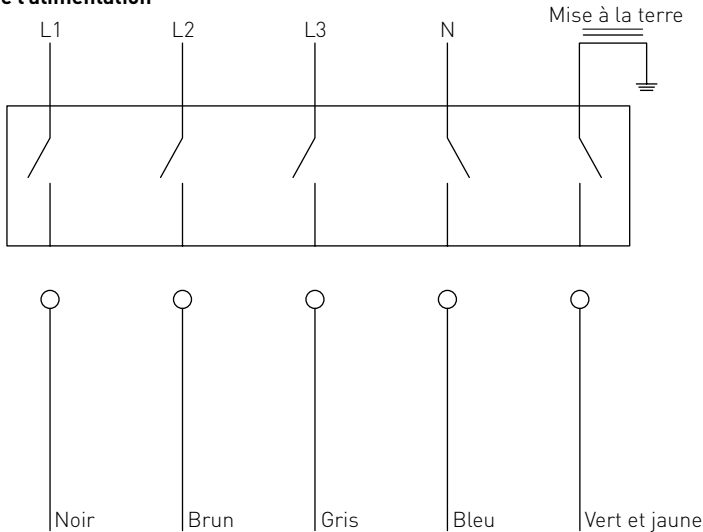 e l'alimentation
Mise à la terre
L1 L2 L3 N
Noir Brun Gris Bleu Vert et jaune